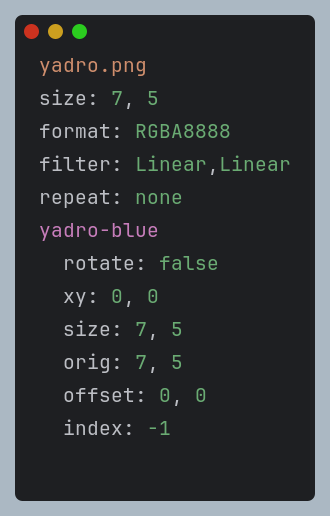 yadro.png
size: 7, 5
format: RGBA8888
filter: Linear,Linear
repeat: none
yadro-blue
  rotate: false
  xy: 0, 0
  size: 7, 5
  orig: 7, 5
  offset: 0, 0
  index: -1